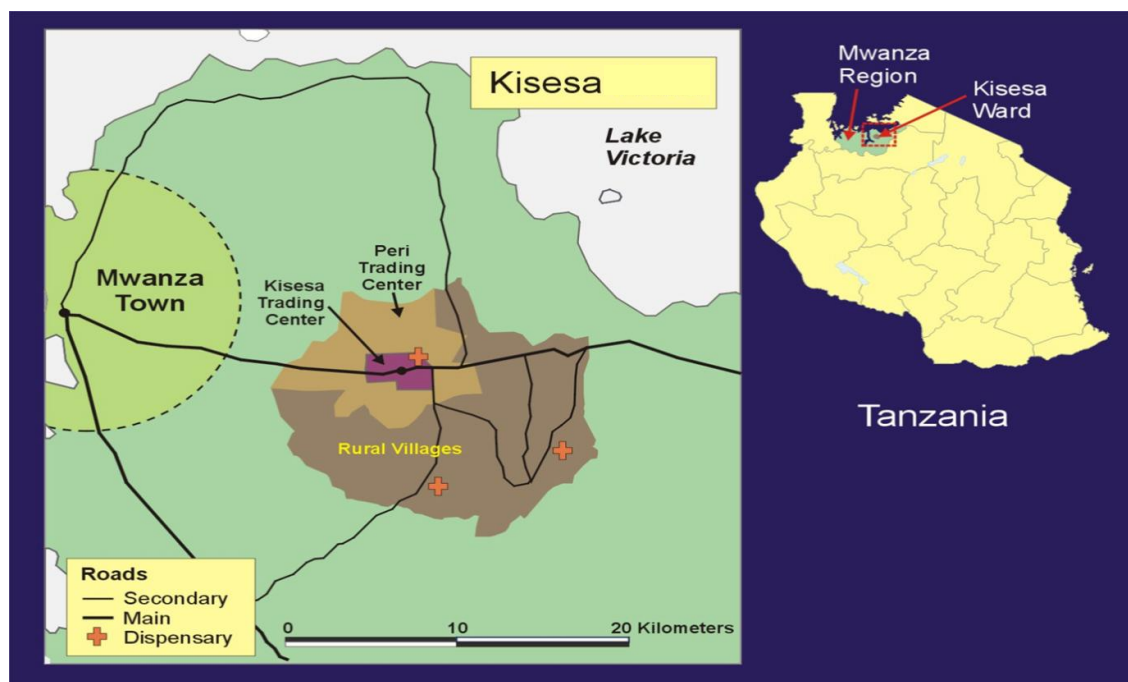 Kisesa
Lake
Victoria
Mwanza
Town
Peri
Trading
Center
Kisesa
Trading
Center
Rural Villages
Roads
Secondary
Main
Dispensary
0 10 20 Kilometers
Mwanza
Region
Kisesa
Ward
Tanzania